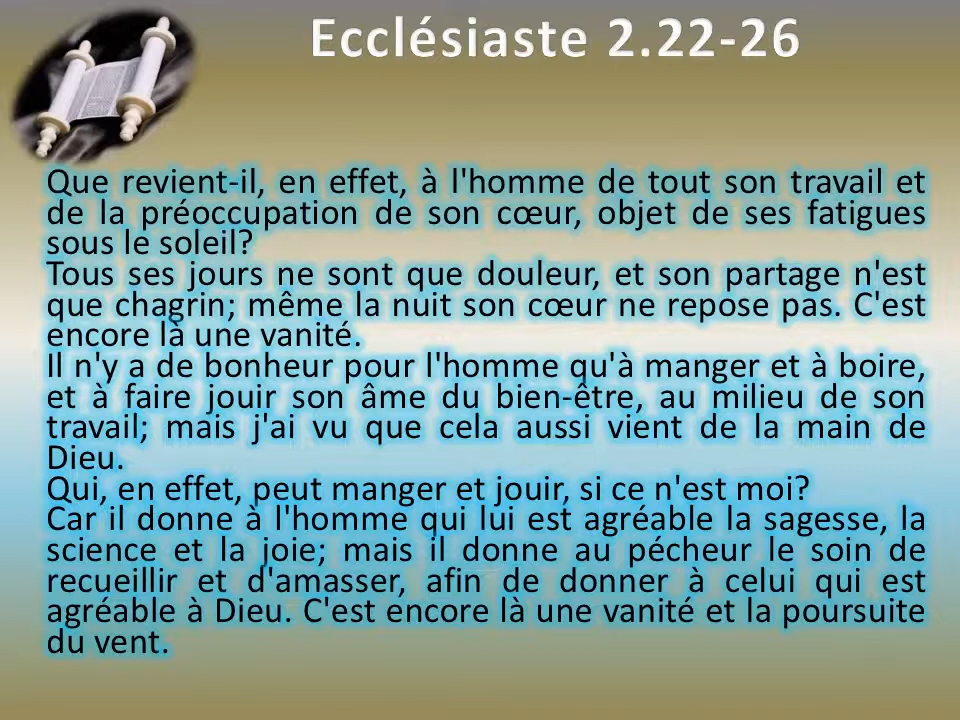 Ecclésiaste 2.22-26
Que revient-il, en effet, à l'homme de tout son travail et
de la préoccupation de son cœur, objet de ses fatigues
sous le soleil?
Tous ses jours ne sont que douleur, et son partage n'est
que chagrin; même la nuit son cœur ne repose pas. C'est
encore là une vanité.
Il n'y a de bonheur pour l'homme qu'à manger et à boire,
et à faire jouir son âme du bien-être, au milieu de son
travail; mais j'ai vu que cela aussi vient de la main de
Dieu.
Qui, en effet, peut manger et jouir, si ce n'est moi?
Car il donne à l'homme qui lui est agréable la sagesse, la
science et la joie; mais il donne au pécheur le soin de
recueillir et d'amasser, afin de donner à celui qui est
agréable à Dieu. C'est encore là une vanité et la poursuite
du vent.